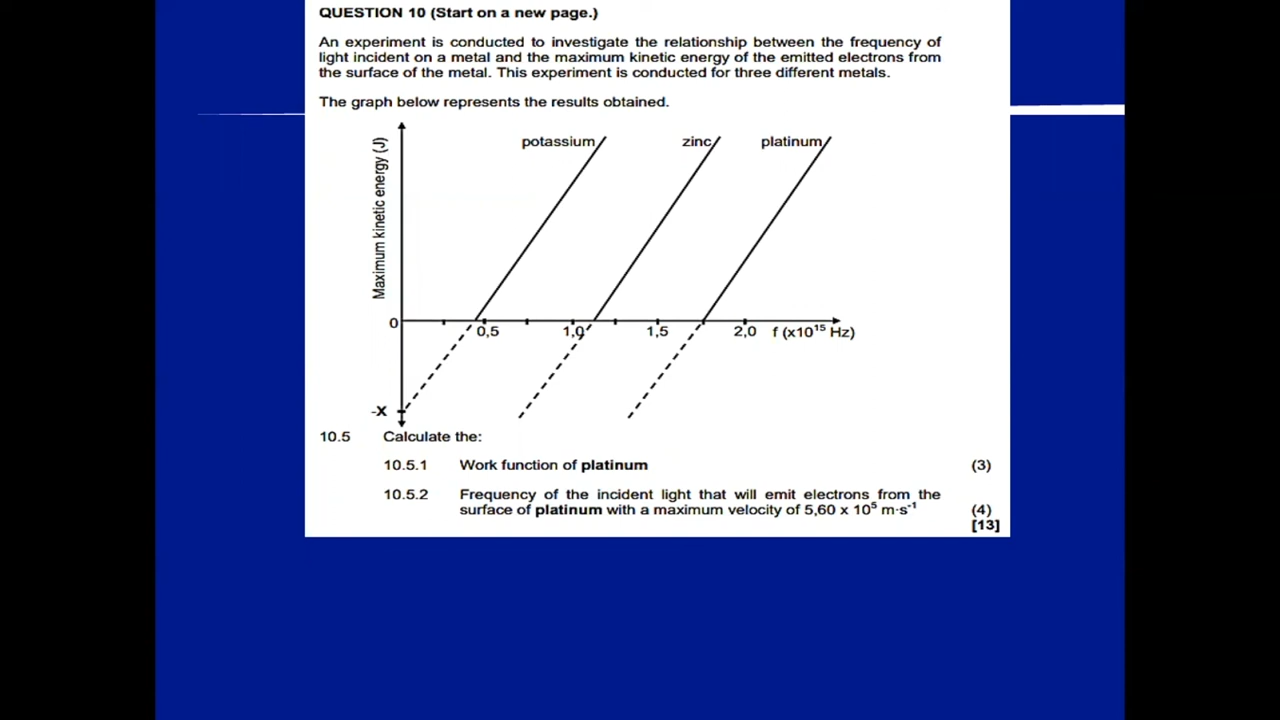 QUESTION 10 (Start on a new page.)
An experiment is conducted to investigate the relationship between the frequency of
light incident on a metal and the maximum kinetic energy of the emitted electrons from
the surface of the metal. This experiment is conducted for three different metals.
The graph below represents the results obtained.
potassium
zinc
platinum
Maximum kinetic energy (J)
0
0,5
1,0
1,5
2,0
f (x10¹⁵ Hz)
-X
10.5 Calculate the:
10.5.1 Work function of platinum (3)
10.5.2 Frequency of the incident light that will emit electrons from the
surface of platinum with a maximum velocity of 5,60 x 10⁵ m·s⁻¹ (4)
[13]